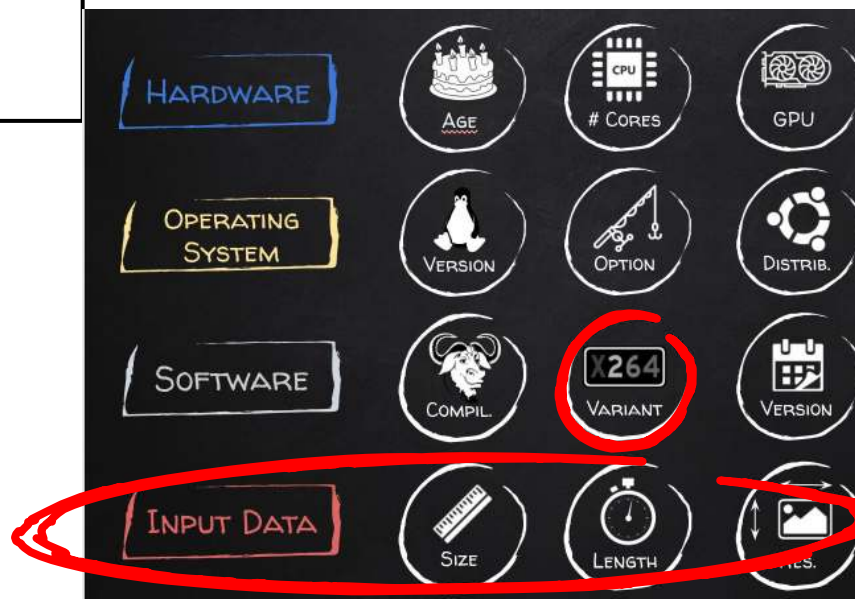 HARDWARE
AGE
CPU
# CORES
GPU
OPERATING
SYSTEM
VERSION
OPTION
DISTRIB.
SOFTWARE
COMPIL.
X264
VARIANT
VERSION
INPUT DATA
SIZE
LENGTH